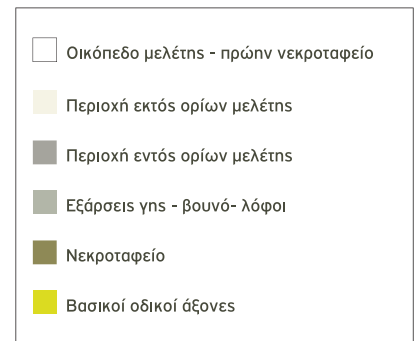 Οικόπεδο μελέτης - πρώην νεκροταφείο
Περιοχή εκτός ορίων μελέτης
Περιοχή εντός ορίων μελέτης
Εξάρσεις γης - βουνό- λόφοι
Νεκροταφείο
Βασικοί οδικοί άξονες